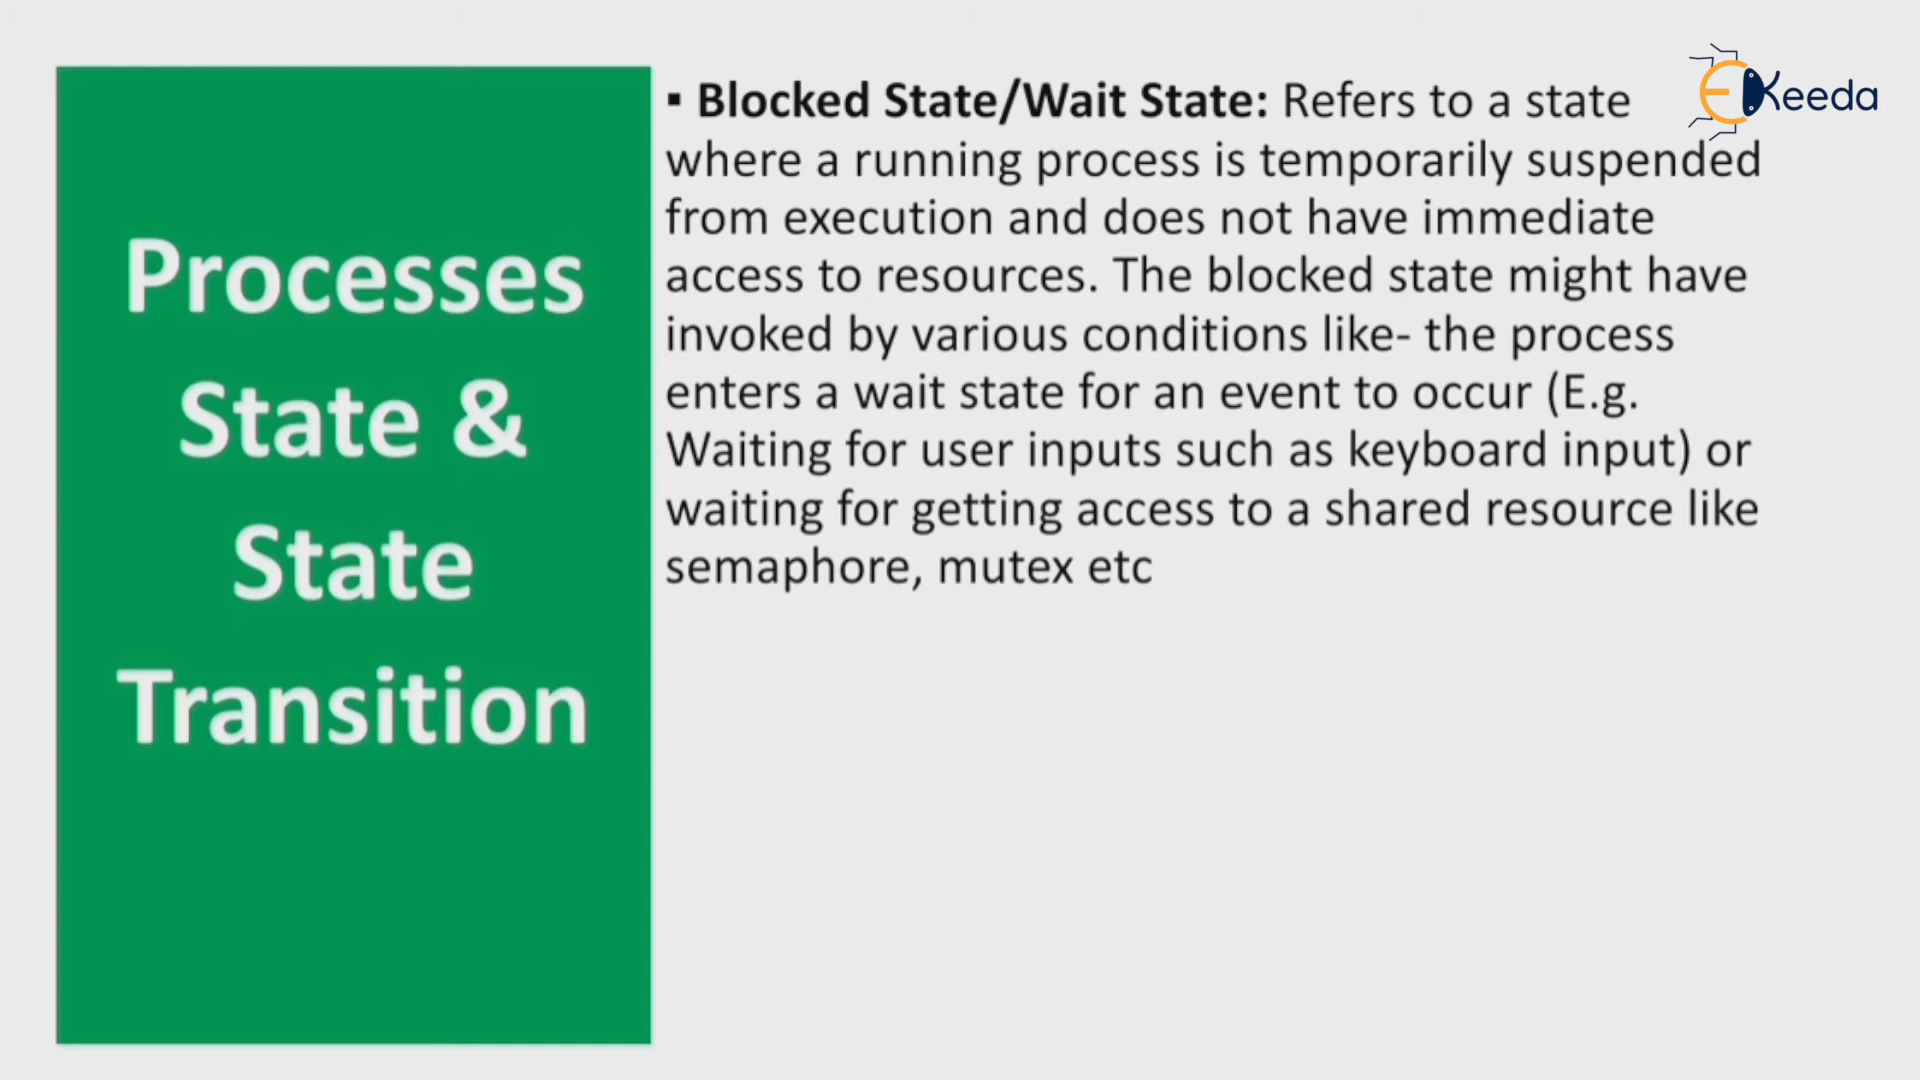 Processes
State &
State
Transition
▪ Blocked State/Wait State: Refers to a state
where a running process is temporarily suspended
from execution and does not have immediate
access to resources. The blocked state might have
invoked by various conditions like- the process
enters a wait state for an event to occur (E.g.
Waiting for user inputs such as keyboard input) or
waiting for getting access to a shared resource like
semaphore, mutex etc
EKeeda